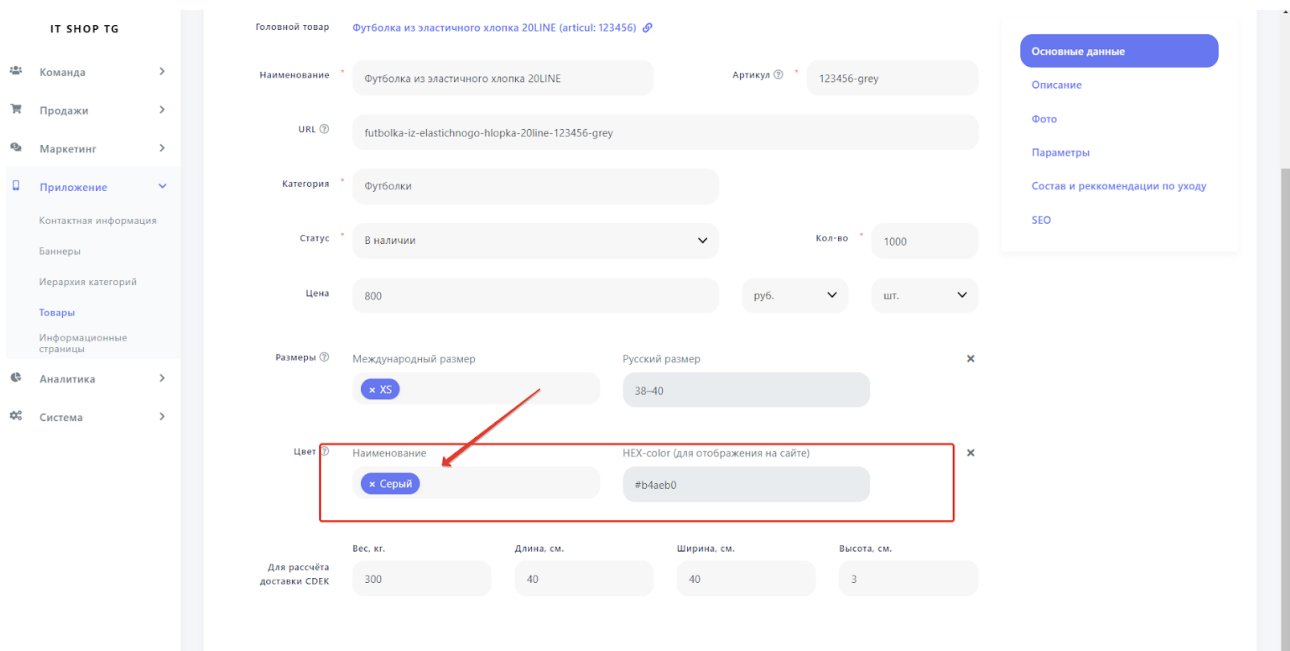 IT SHOP TG
Команда
Продажи
Маркетинг
Приложение
Контактная информация
Баннеры
Иерархия категорий
Товары
Информационные
страницы
Аналитика
Система
Головной товар Футболка из эластичного хлопка 20LINE (articul: 123456)
Наименование * Футболка из эластичного хлопка 20LINE Артикул * 123456-grey
URL futbolka-iz-elastichnogo-hlopka-20line-123456-grey
Категория * Футболки
Статус * В наличии Кол-во * 1000
Цена 800 руб. шт.
Размеры Международный размер Русский размер ×
× XS 38–40
Цвет Наименование HEX-color (для отображения на сайте) ×
× Серый #b4aeb0
Вес, кг. Длина, см. Ширина, см. Высота, см.
Для рассчёта
доставки CDEK 300 40 40 3
Основные данные
Описание
Фото
Параметры
Состав и реккомендации по уходу
SEO